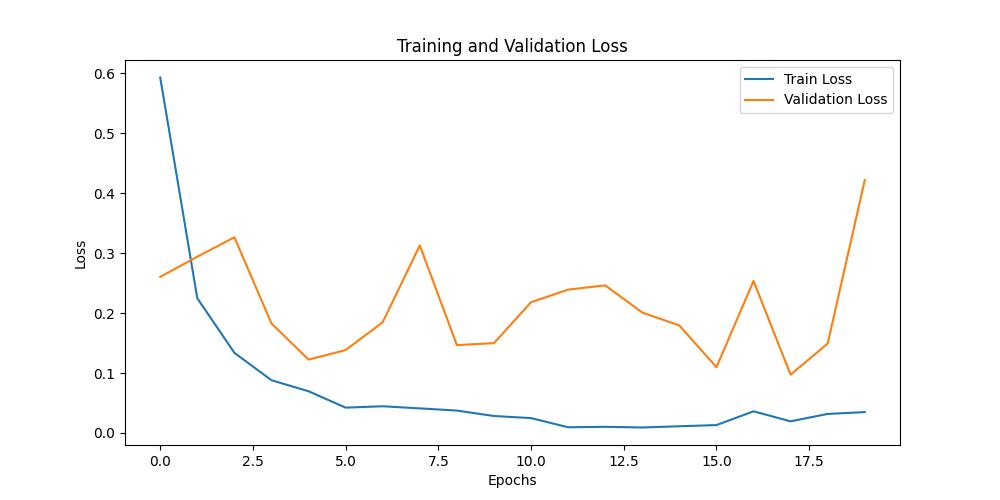 Training and Validation Loss
Train Loss
Validation Loss
0.6
0.5
0.4
0.3
0.2
0.1
0.0
Loss
0.0 2.5 5.0 7.5 10.0 12.5 15.0 17.5
Epochs